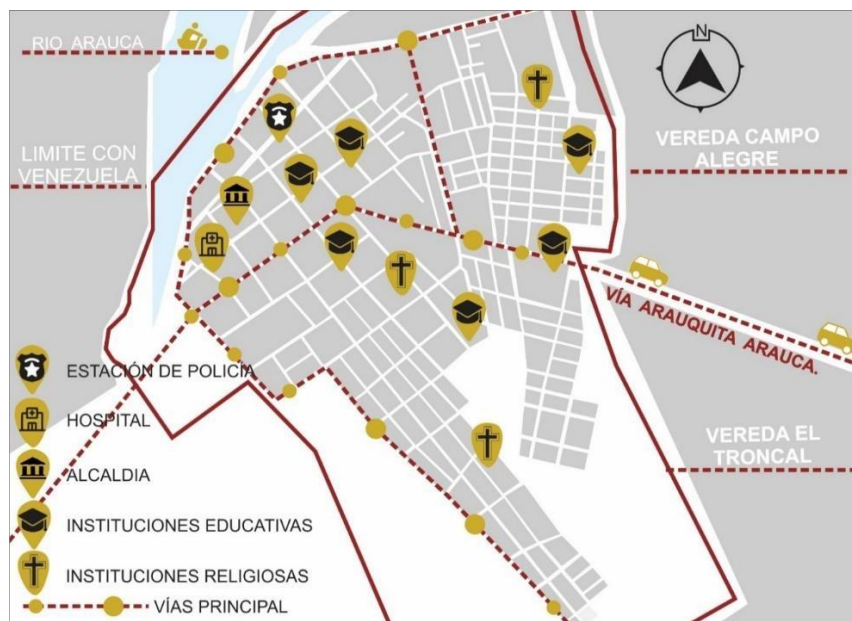 RIO ARAUCA
N
LIMITE CON
VENEZUELA
VEREDA CAMPO
ALEGRE
VÍA ARAUQUITA ARAUCA.
ESTACIÓN DE POLICÍA
HOSPITAL
ALCALDIA
INSTITUCIONES EDUCATIVAS
INSTITUCIONES RELIGIOSAS
VÍAS PRINCIPAL
VEREDA EL
TRONCAL